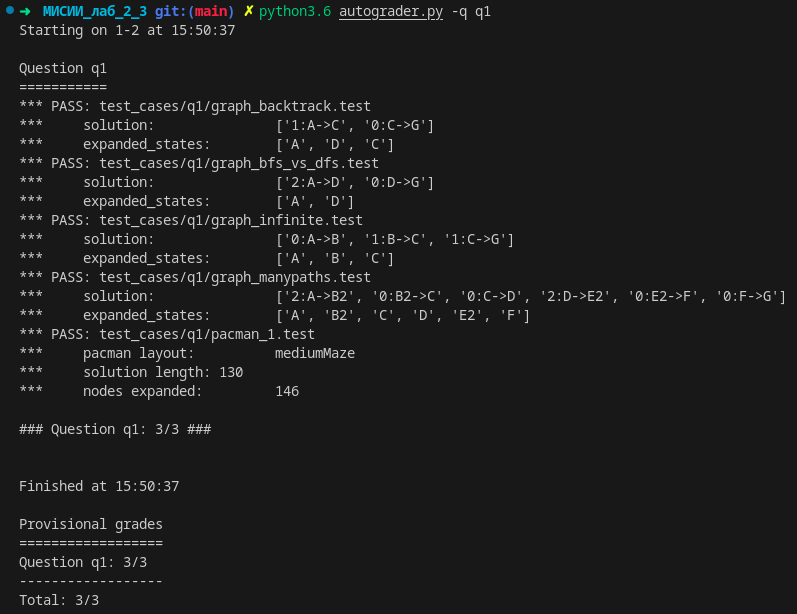 ➜ МИСИИ_лаб_2_3 git:(main) ✗ python3.6 autograder.py -q q1
Starting on 1-2 at 15:50:37
Question q1
===========
*** PASS: test_cases/q1/graph_backtrack.test
***     solution:               ['1:A->C', '0:C->G']
***     expanded_states:        ['A', 'D', 'C']
*** PASS: test_cases/q1/graph_bfs_vs_dfs.test
***     solution:               ['2:A->D', '0:D->G']
***     expanded_states:        ['A', 'D']
*** PASS: test_cases/q1/graph_infinite.test
***     solution:               ['0:A->B', '1:B->C', '1:C->G']
***     expanded_states:        ['A', 'B', 'C']
*** PASS: test_cases/q1/graph_manypaths.test
***     solution:               ['2:A->B2', '0:B2->C', '0:C->D', '2:D->E2', '0:E2->F', '0:F->G']
***     expanded_states:        ['A', 'B2', 'C', 'D', 'E2', 'F']
*** PASS: test_cases/q1/pacman_1.test
***     pacman layout:          mediumMaze
***     solution length: 130
***     nodes expanded:         146
### Question q1: 3/3 ###
Finished at 15:50:37
Provisional grades
==================
Question q1: 3/3
------------------
Total: 3/3